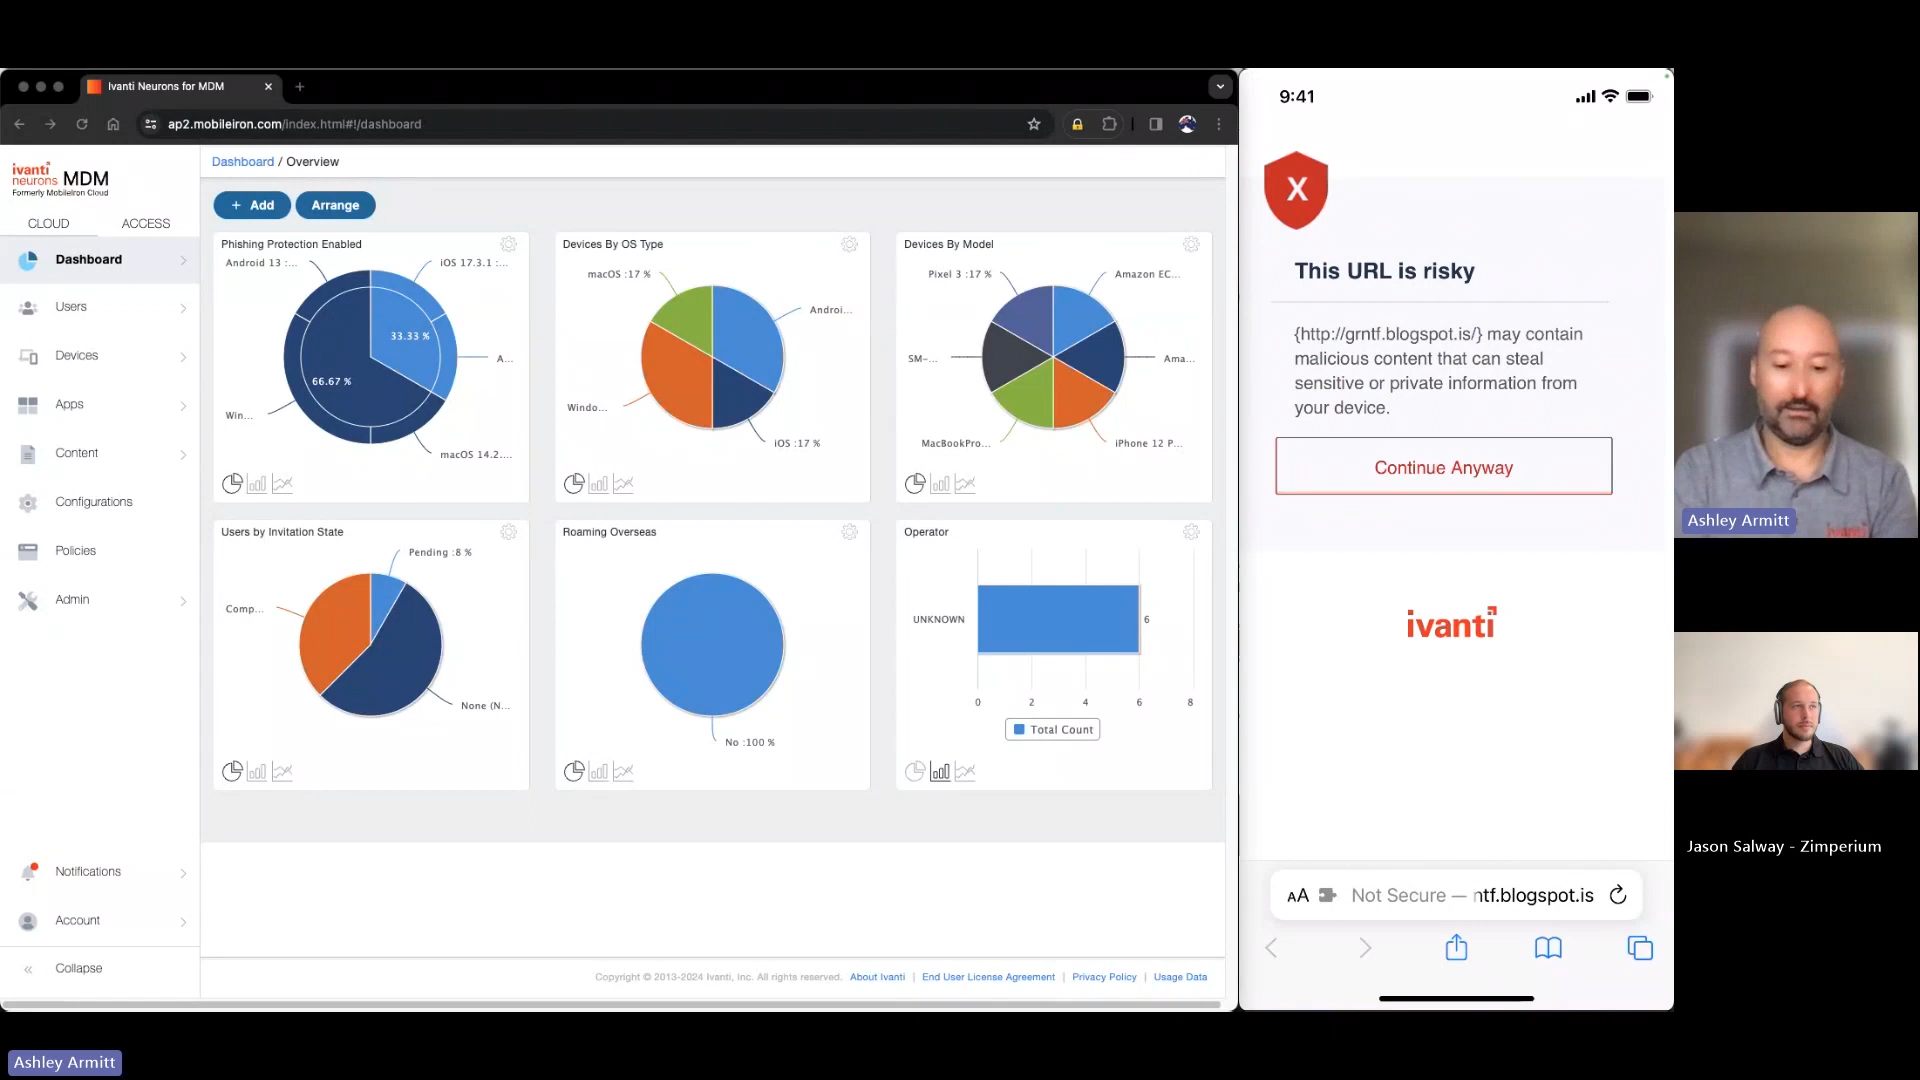 Ivanti Neurons for MDM
ap2.mobileiron.com/index.html#!/dashboard
ivanti
neurons MDM
Formerly MobileIron Cloud
CLOUD ACCESS
Dashboard
Users
Devices
Apps
Content
Configurations
Policies
Admin
Notifications
Account
Collapse
Dashboard / Overview
+ Add
Arrange
Phishing Protection Enabled
Android 13 :...
iOS 17.3.1 :...
33.33 %
A...
66.67 %
Win...
macOS 14.2....
Devices By OS Type
macOS :17 %
Androi...
Windo...
iOS :17 %
Devices By Model
Pixel 3 :17 %
Amazon EC...
SM-...
Ama...
MacBookPro...
iPhone 12 P...
Users by Invitation State
Pending :8 %
Comp...
None (N...
Roaming Overseas
No :100 %
Operator
UNKNOWN
6
0 2 4 6 8
Total Count
Copyright © 2013-2024 Ivanti, inc. All rights reserved. About Ivanti | End User License Agreement | Privacy Policy | Usage Data
9:41
X
This URL is risky
{http://grntf.blogspot.is/} may contain
malicious content that can steal
sensitive or private information from
your device.
Continue Anyway
ivanti
AA Not Secure — ntf.blogspot.is
Ashley Armitt
Jason Salway - Zimperium
Ashley Armitt